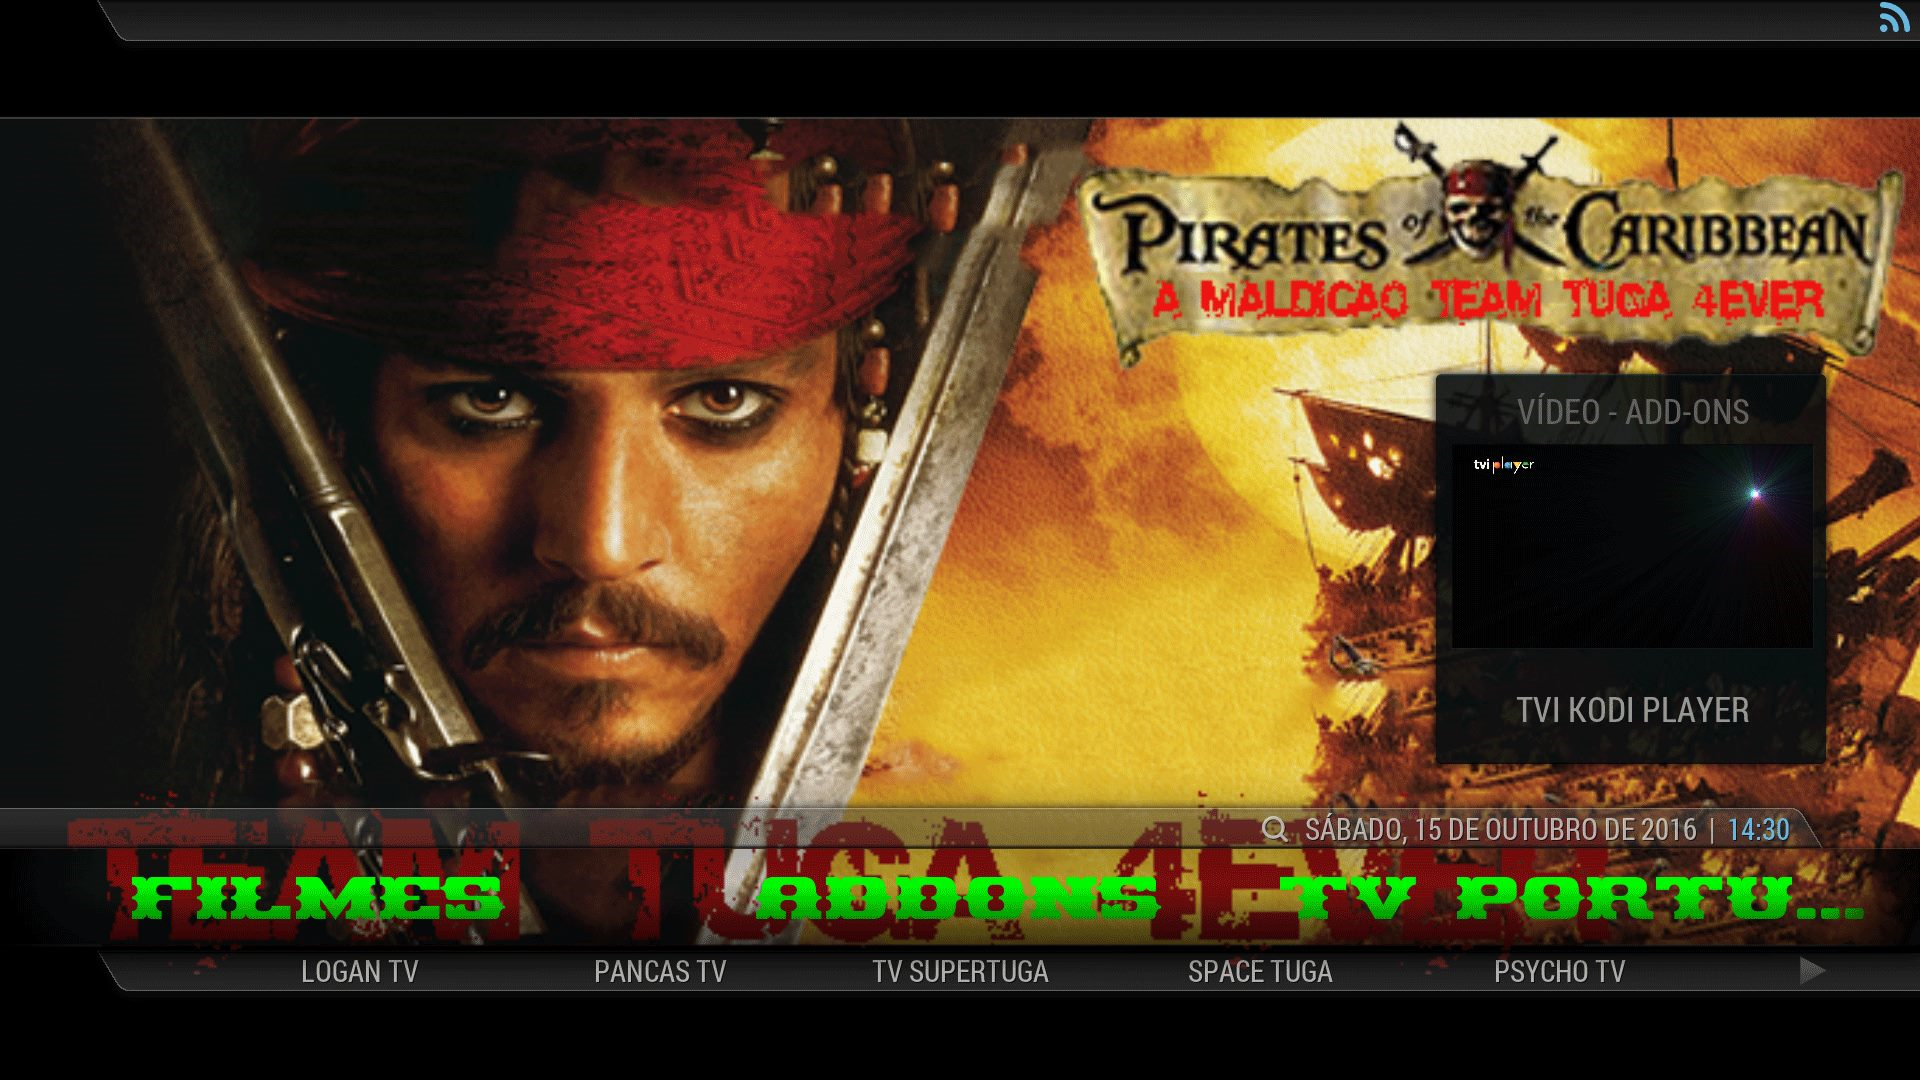 PIRATES of the CARIBBEAN
A MALDICAO TEAM TUGA 4EVER
VÍDEO - ADD-ONS
tvi player
TVI KODI PLAYER
SÁBADO, 15 DE OUTUBRO DE 2016 | 14:30
TEAM TUGA 4EVER
FILMES ADDONS TV PORTU...
LOGAN TV PANCAS TV TV SUPERTUGA SPACE TUGA PSYCHO TV